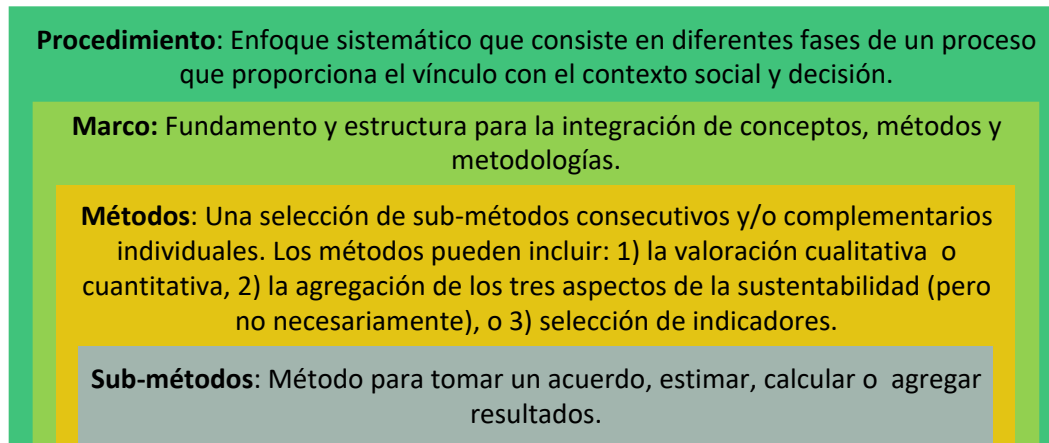 Procedimiento: Enfoque sistemático que consiste en diferentes fases de un proceso
que proporciona el vínculo con el contexto social y decisión.
Marco: Fundamento y estructura para la integración de conceptos, métodos y
metodologías.
Métodos: Una selección de sub-métodos consecutivos y/o complementarios
individuales. Los métodos pueden incluir: 1) la valoración cualitativa o
cuantitativa, 2) la agregación de los tres aspectos de la sustentabilidad (pero
no necesariamente), o 3) selección de indicadores.
Sub-métodos: Método para tomar un acuerdo, estimar, calcular o agregar
resultados.